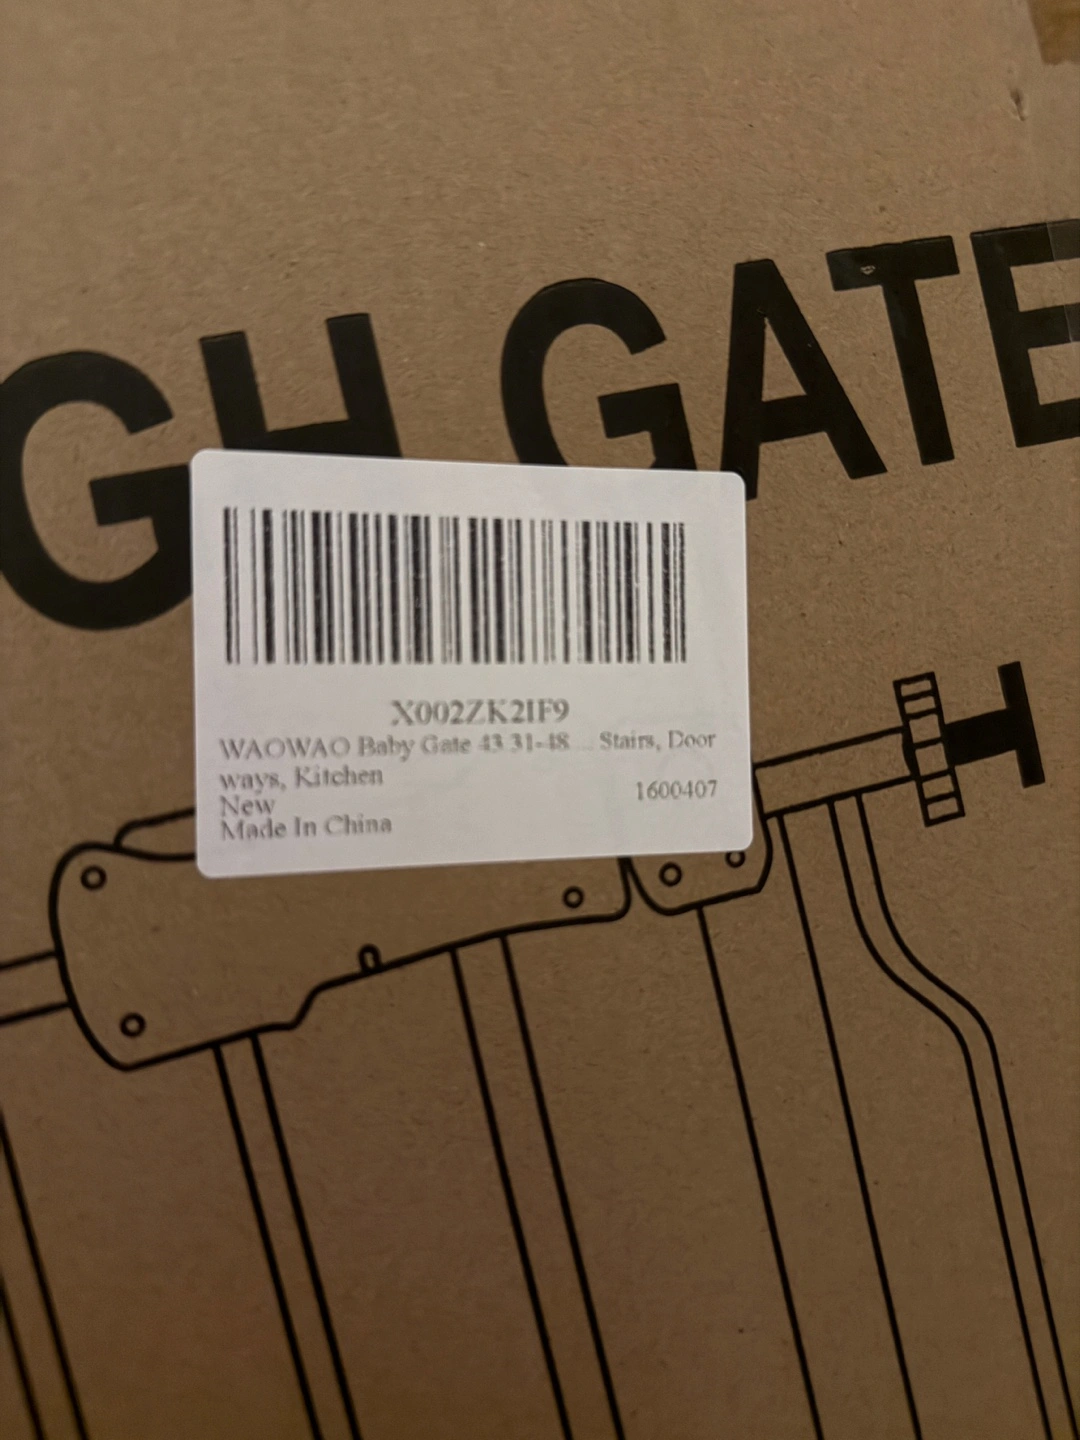 GH GATE
X002ZK2IF9
WAOWAO Baby Gate 43 31-48 ... Stairs, Door
ways, Kitchen
New
1600407
Made In China